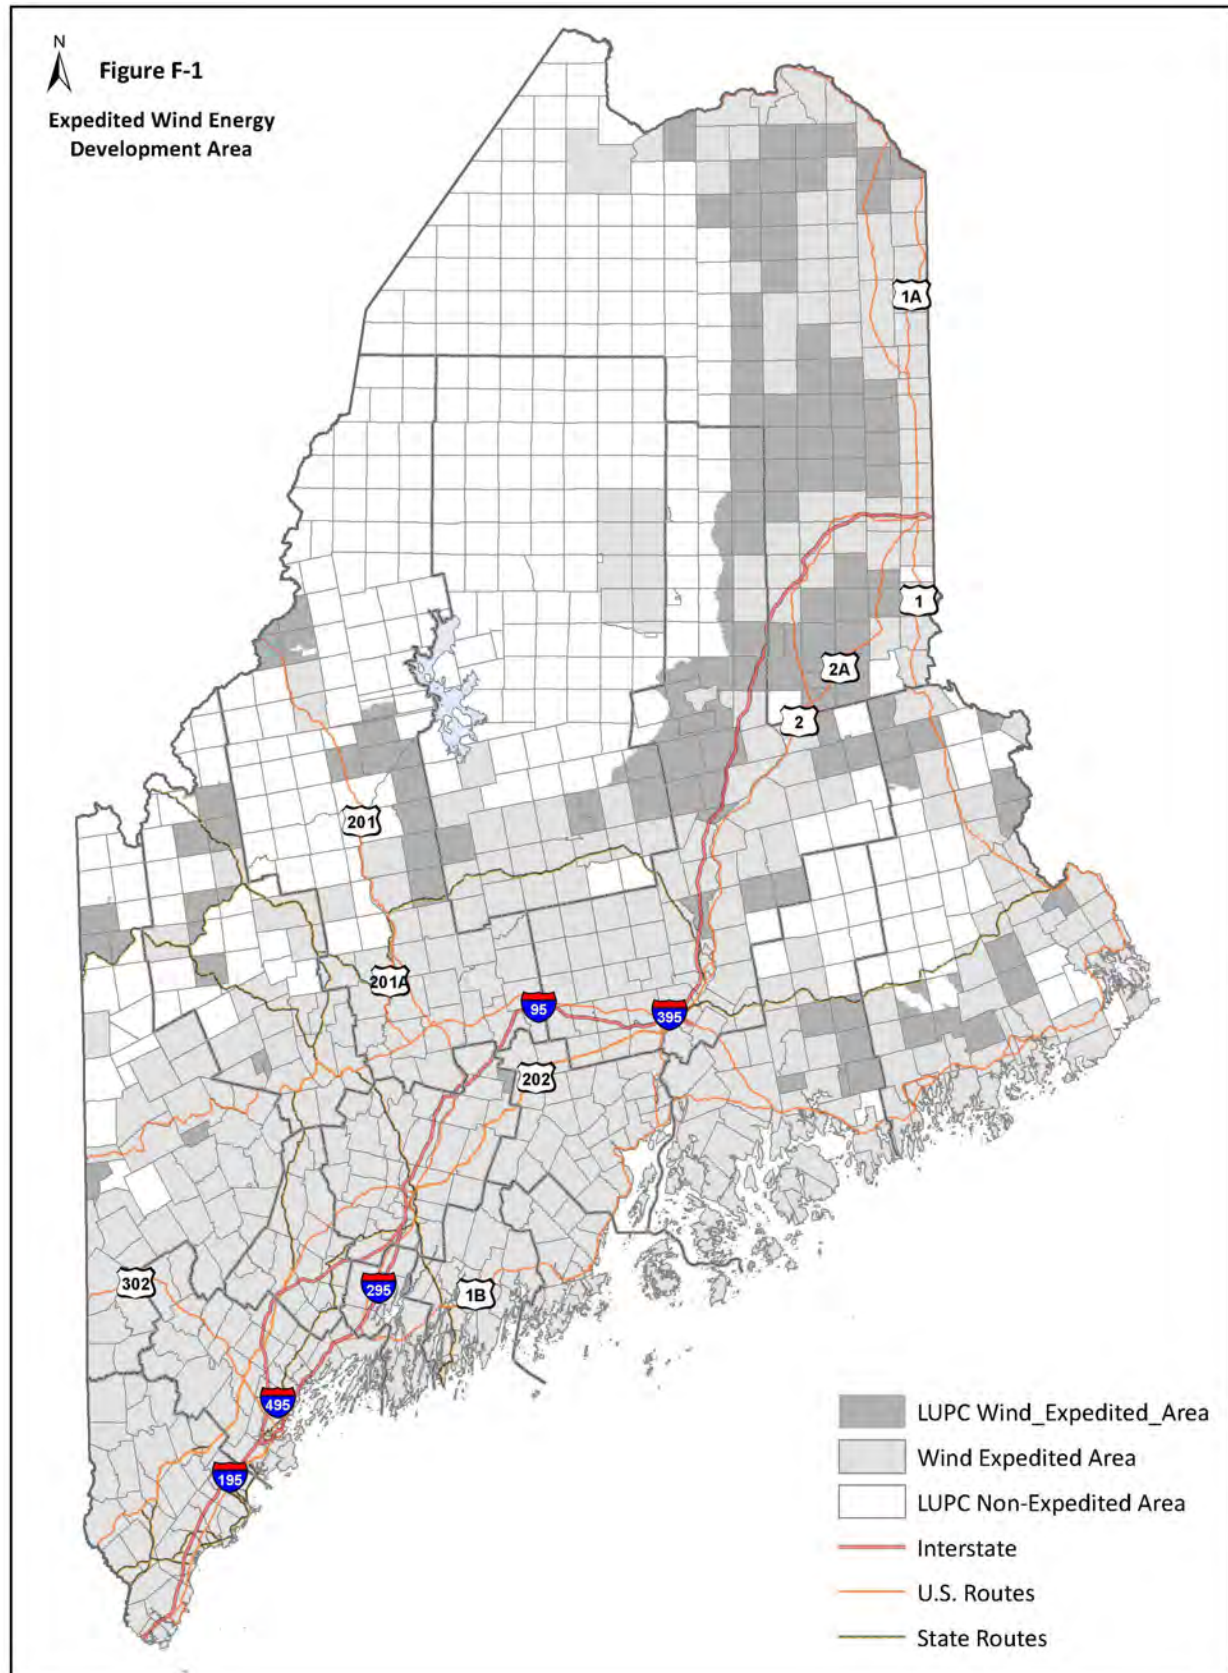 N
Figure F-1
Expedited Wind Energy
Development Area
1A
1
2A
2
201
201A
95
395
202
302
295
1B
495
195
LUPC Wind_Expedited_Area
Wind Expedited Area
LUPC Non-Expedited Area
Interstate
U.S. Routes
State Routes